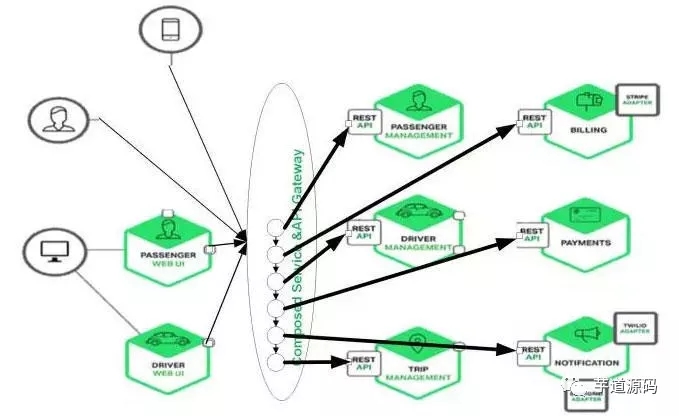 REST
API
PASSENGER
MANAGEMENT
REST
API
BILLING
STRIPE
ADAPTER
Composed Service &API Gateway
PASSENGER
WEB UI
REST
API
DRIVER
MANAGEMENT
REST
API
PAYMENTS
DRIVER
WEB UI
REST
API
TRIP
MANAGEMENT
REST
API
NOTIFICATION
TWILIO
ADAPTER
ADAPTER
芋道源码